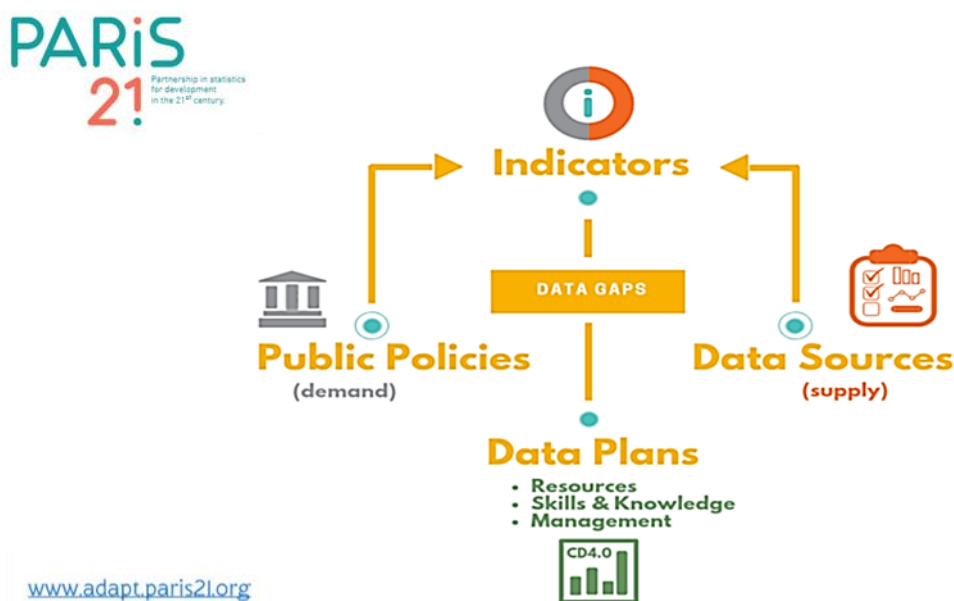 PARiS
21
Partnership in statistics
for development
in the 21ST century.
i
Indicators
DATA GAPS
Public Policies
(demand)
Data Sources
(supply)
Data Plans
• Resources
• Skills & Knowledge
• Management
CD4.0
www.adapt.paris21.org